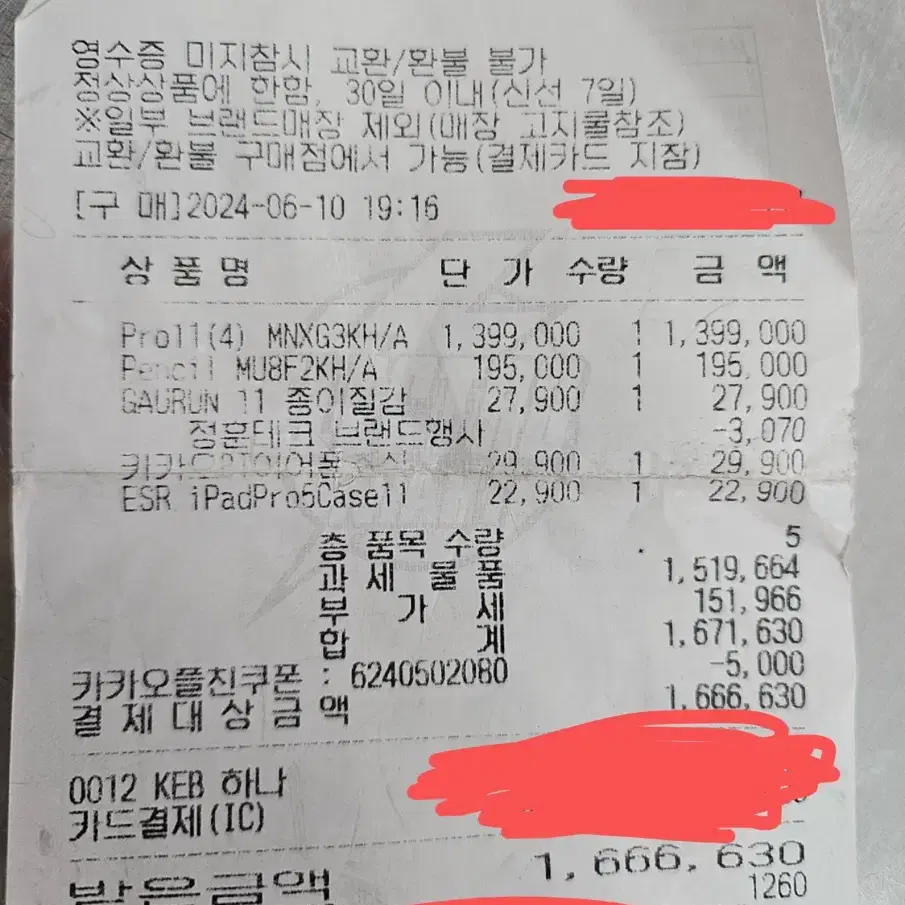 영수증 미지참시 교환/환불 불가
정상상품에 한함, 30일 이내(신선 7일)
※일부 브랜드매장 제외(매장 고지물참조)
교환/환불 구매점에서 가능(결제카드 지참)
[구 매]2024-06-10 19:16
상 품 명 단 가 수량 금 액
Pro11(4) MNXG3KH/A 1,399,000 1 1,399,000
Pencil MU8F2KH/A 195,000 1 195,000
GAURUN 11 종이질감 27,900 1 27,900
정훈테크 브랜드행사 -3,070
29,900 1 29,900
ESR iPadPro5Case11 22,900 1 22,900
총 품목 수량 5
과 세 물 품 1,519,664
부 가 세 151,966
합 계 1,671,630
카카오플친쿠폰 : 6240502080 -5,000
결 제 대 상 금 액 1,666,630
0012 KEB 하나
카드결제(IC)
받은금액 1,666,630
1260